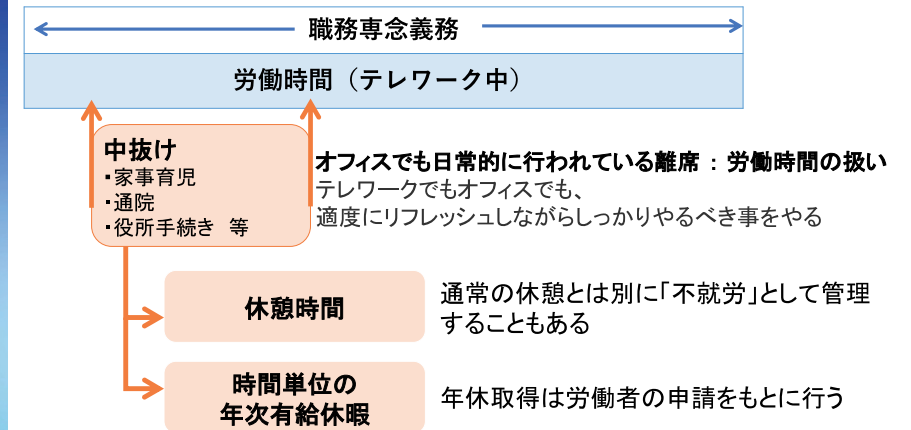 職務専念義務
労働時間（テレワーク中）
中抜け
・家事育児
・通院
・役所手続き 等
オフィスでも日常的に行われている離席 : 労働時間の扱い
テレワークでもオフィスでも、
適度にリフレッシュしながらしっかりやるべき事をやる
休憩時間
通常の休憩とは別に「不就労」として管理
することもある
時間単位の
年次有給休暇
年休取得は労働者の申請をもとに行う